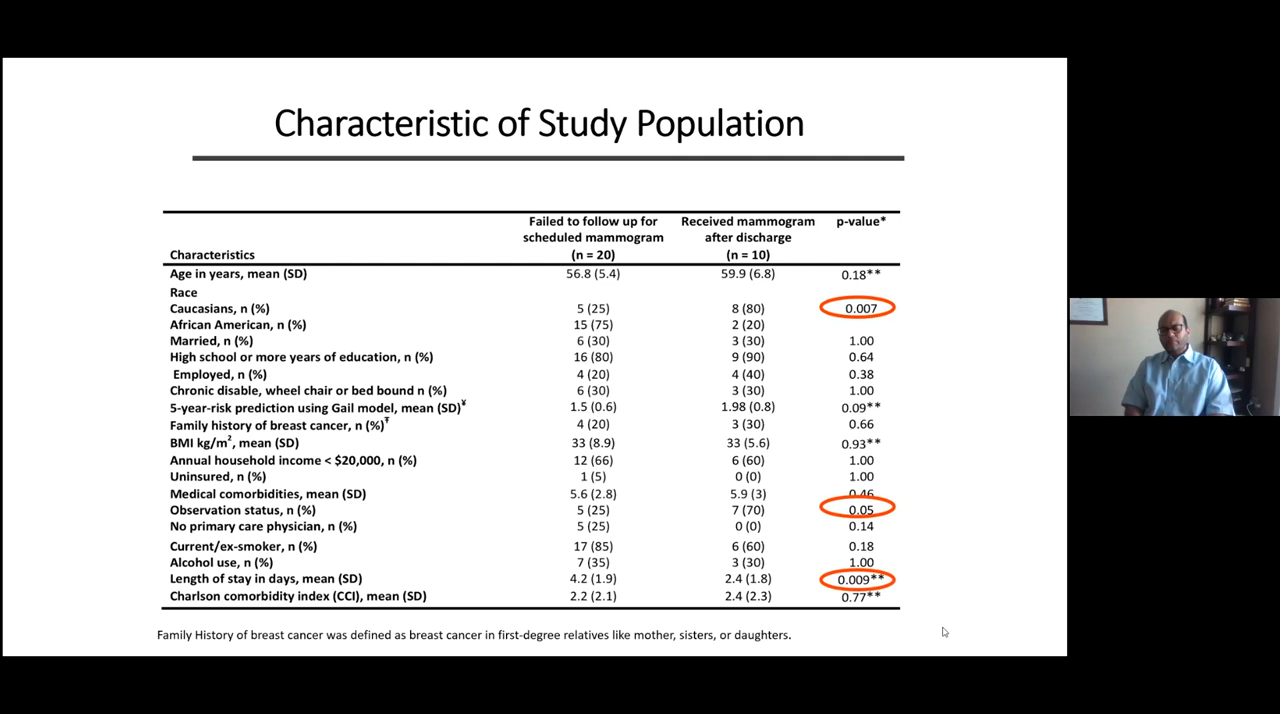 Characteristic of Study Population
Failed to follow up for Received mammogram p-value*
scheduled mammogram after discharge
Characteristics (n = 20) (n = 10)
Age in years, mean (SD) 56.8 (5.4) 59.9 (6.8) 0.18**
Race
Caucasians, n (%) 5 (25) 8 (80) 0.007
African American, n (%) 15 (75) 2 (20)
Married, n (%) 6 (30) 3 (30) 1.00
High school or more years of education, n (%) 16 (80) 9 (90) 0.64
Employed, n (%) 4 (20) 4 (40) 0.38
Chronic disable, wheel chair or bed bound n (%) 6 (30) 3 (30) 1.00
5-year-risk prediction using Gail model, mean (SD)¥ 1.5 (0.6) 1.98 (0.8) 0.09**
Family history of breast cancer, n (%)Ŧ 4 (20) 3 (30) 0.66
BMI kg/m², mean (SD) 33 (8.9) 33 (5.6) 0.93**
Annual household income < $20,000, n (%) 12 (66) 6 (60) 1.00
Uninsured, n (%) 1 (5) 0 (0) 1.00
Medical comorbidities, mean (SD) 5.6 (2.8) 5.9 (3) 0.46
Observation status, n (%) 5 (25) 7 (70) 0.05
No primary care physician, n (%) 5 (25) 0 (0) 0.14
Current/ex-smoker, n (%) 17 (85) 6 (60) 0.18
Alcohol use, n (%) 7 (35) 3 (30) 1.00
Length of stay in days, mean (SD) 4.2 (1.9) 2.4 (1.8) 0.009**
Charlson comorbidity index (CCI), mean (SD) 2.2 (2.1) 2.4 (2.3) 0.77**
Family History of breast cancer was defined as breast cancer in first-degree relatives like mother, sisters, or daughters.